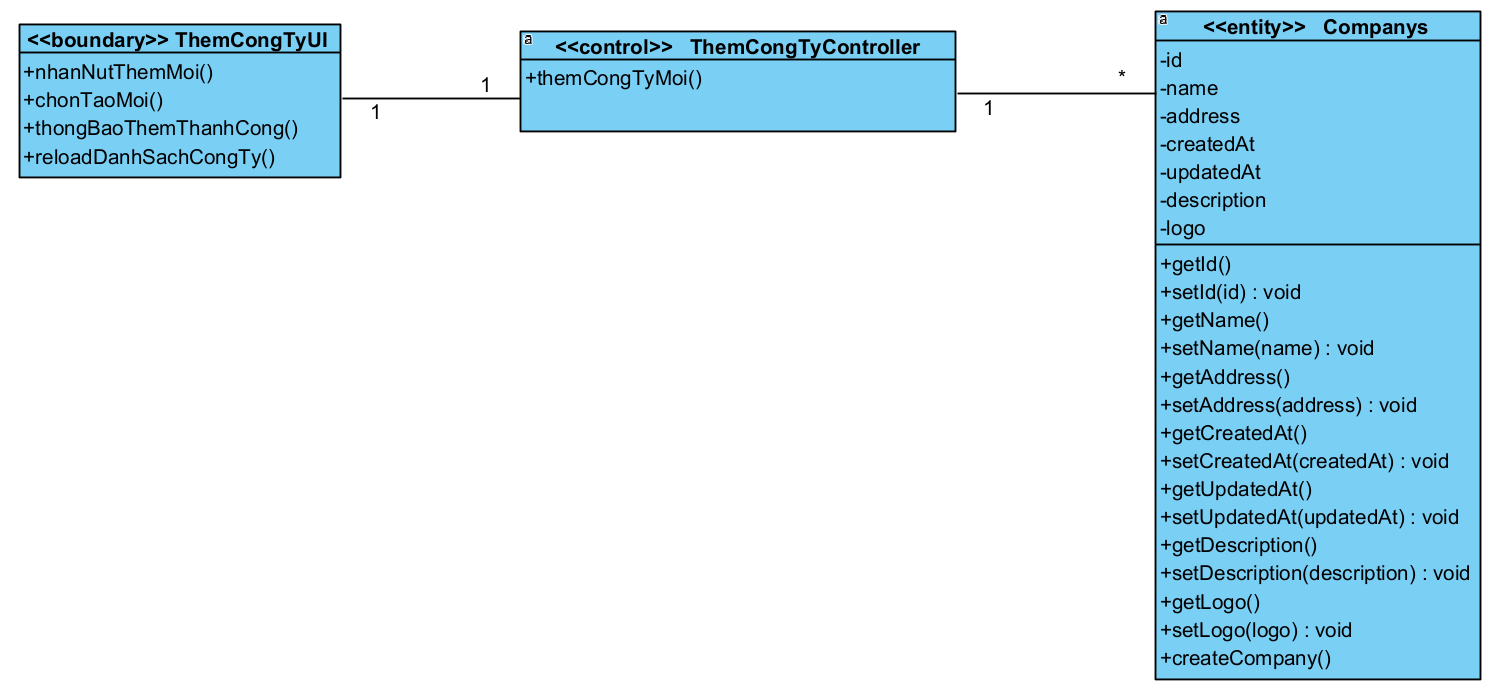 <<boundary>> ThemCongTyUI
+nhanNutThemMoi()
+chonTaoMoi()
+thongBaoThemThanhCong()
+reloadDanhSachCongTy()
1
1
a
<<control>> ThemCongTyController
+themCongTyMoi()
1
*
a
<<entity>> Companys
-id
-name
-address
-createdAt
-updatedAt
-description
-logo
+getId()
+setId(id) : void
+getName()
+setName(name) : void
+getAddress()
+setAddress(address) : void
+getCreatedAt()
+setCreatedAt(createdAt) : void
+getUpdatedAt()
+setUpdatedAt(updatedAt) : void
+getDescription()
+setDescription(description) : void
+getLogo()
+setLogo(logo) : void
+createCompany()